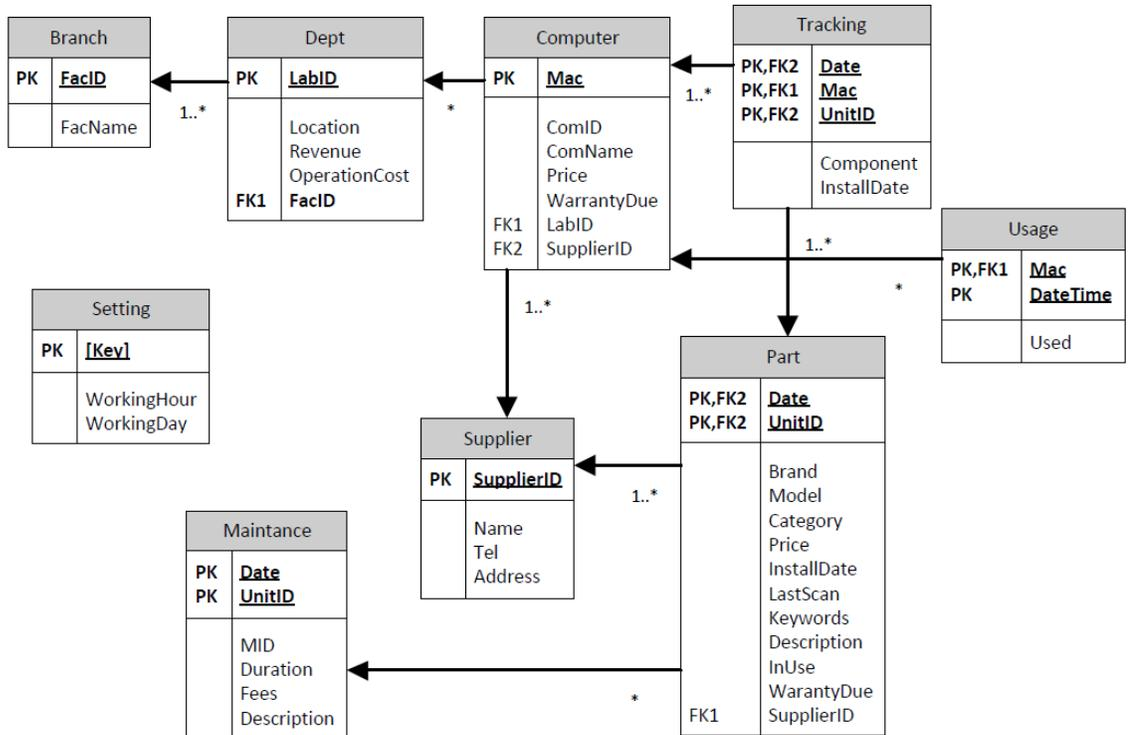 Branch
PK FacID
FacName
1..*
Dept
PK LabID
Location
Revenue
OperationCost
FK1 FacID
*
Computer
PK Mac
ComID
ComName
Price
WarrantyDue
FK1 LabID
FK2 SupplierID
1..*
Tracking
PK,FK2 Date
PK,FK1 Mac
PK,FK2 UnitID
Component
InstallDate
1..*
Usage
PK,FK1 Mac
PK DateTime
Used
*
Setting
PK [Key]
WorkingHour
WorkingDay
1..*
Supplier
PK SupplierID
Name
Tel
Address
1..*
Part
PK,FK2 Date
PK,FK2 UnitID
Brand
Model
Category
Price
InstallDate
LastScan
Keywords
Description
InUse
WarantyDue
FK1 SupplierID
Maintance
PK Date
PK UnitID
MID
Duration
Fees
Description
*